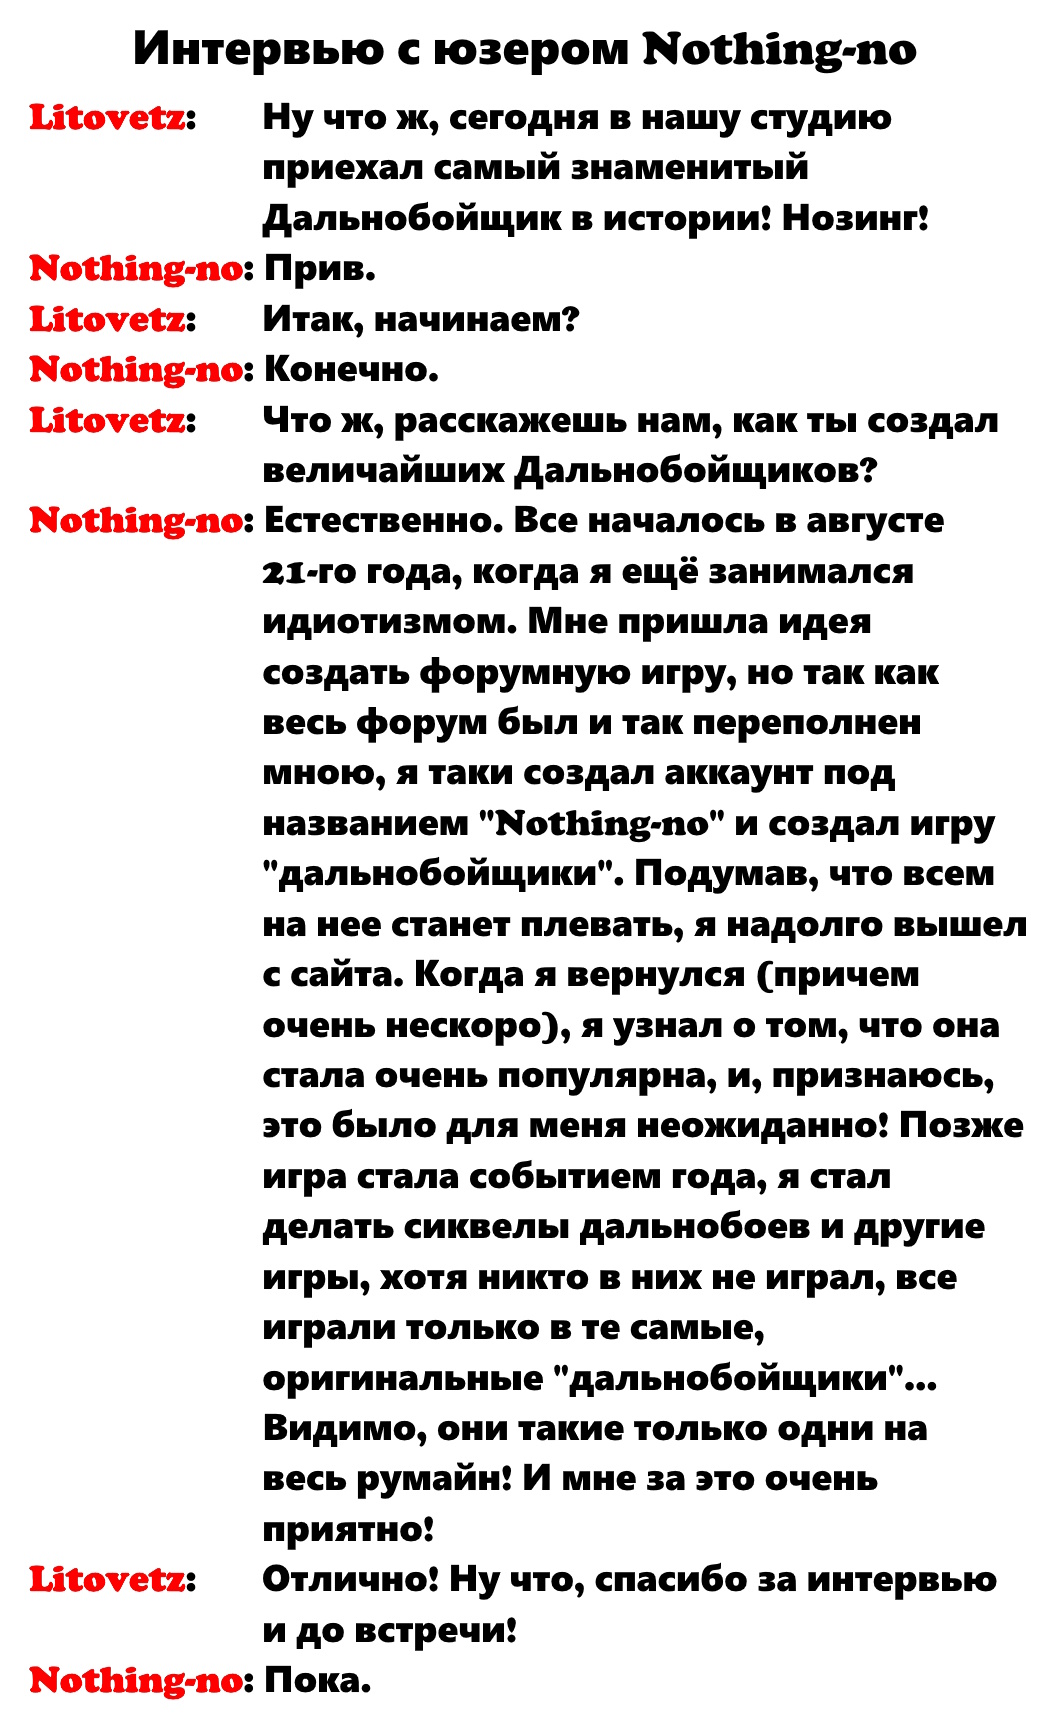 Интервью с юзером Nothing-no
Litovetz: Ну что ж, сегодня в нашу студию
приехал самый знаменитый
Дальнобойщик в истории! Нозинг!
Nothing-no: Прив.
Litovetz: Итак, начинаем?
Nothing-no: Конечно.
Litovetz: Что ж, расскажешь нам, как ты создал
величайших Дальнобойщиков?
Nothing-no: Естественно. Все началось в августе
21-го года, когда я ещё занимался
идиотизмом. Мне пришла идея
создать форумную игру, но так как
весь форум был и так переполнен
мною, я таки создал аккаунт под
названием "Nothing-no" и создал игру
"дальнобойщики". Подумав, что всем
на нее станет плевать, я надолго вышел
с сайта. Когда я вернулся (причем
очень нескоро), я узнал о том, что она
стала очень популярна, и, признаюсь,
это было для меня неожиданно! Позже
игра стала событием года, я стал
делать сиквелы дальнобоев и другие
игры, хотя никто в них не играл, все
играли только в те самые,
оригинальные "дальнобойщики"...
Видимо, они такие только одни на
весь румайн! И мне за это очень
приятно!
Litovetz: Отлично! Ну что, спасибо за интервью
и до встречи!
Nothing-no: Пока.